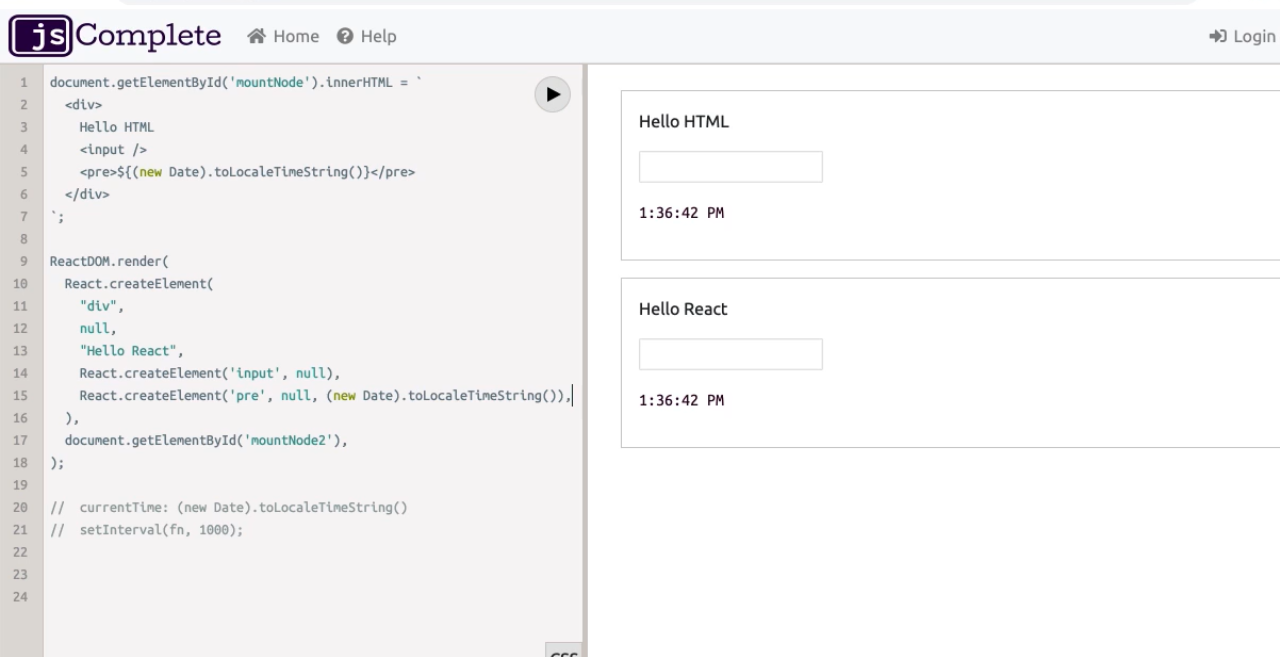 jsComplete Home Help Login
1 document.getElementById('mountNode').innerHTML = `
2 <div>
3 Hello HTML
4 <input />
5 <pre>${(new Date).toLocaleTimeString()}</pre>
6 </div>
7 `;
8
9 ReactDOM.render(
10 React.createElement(
11 "div",
12 null,
13 "Hello React",
14 React.createElement('input', null),
15 React.createElement('pre', null, (new Date).toLocaleTimeString()),
16 ),
17 document.getElementById('mountNode2'),
18 );
19
20 // currentTime: (new Date).toLocaleTimeString()
21 // setInterval(fn, 1000);
22
23
24
CSS
Hello HTML
1:36:42 PM
Hello React
1:36:42 PM